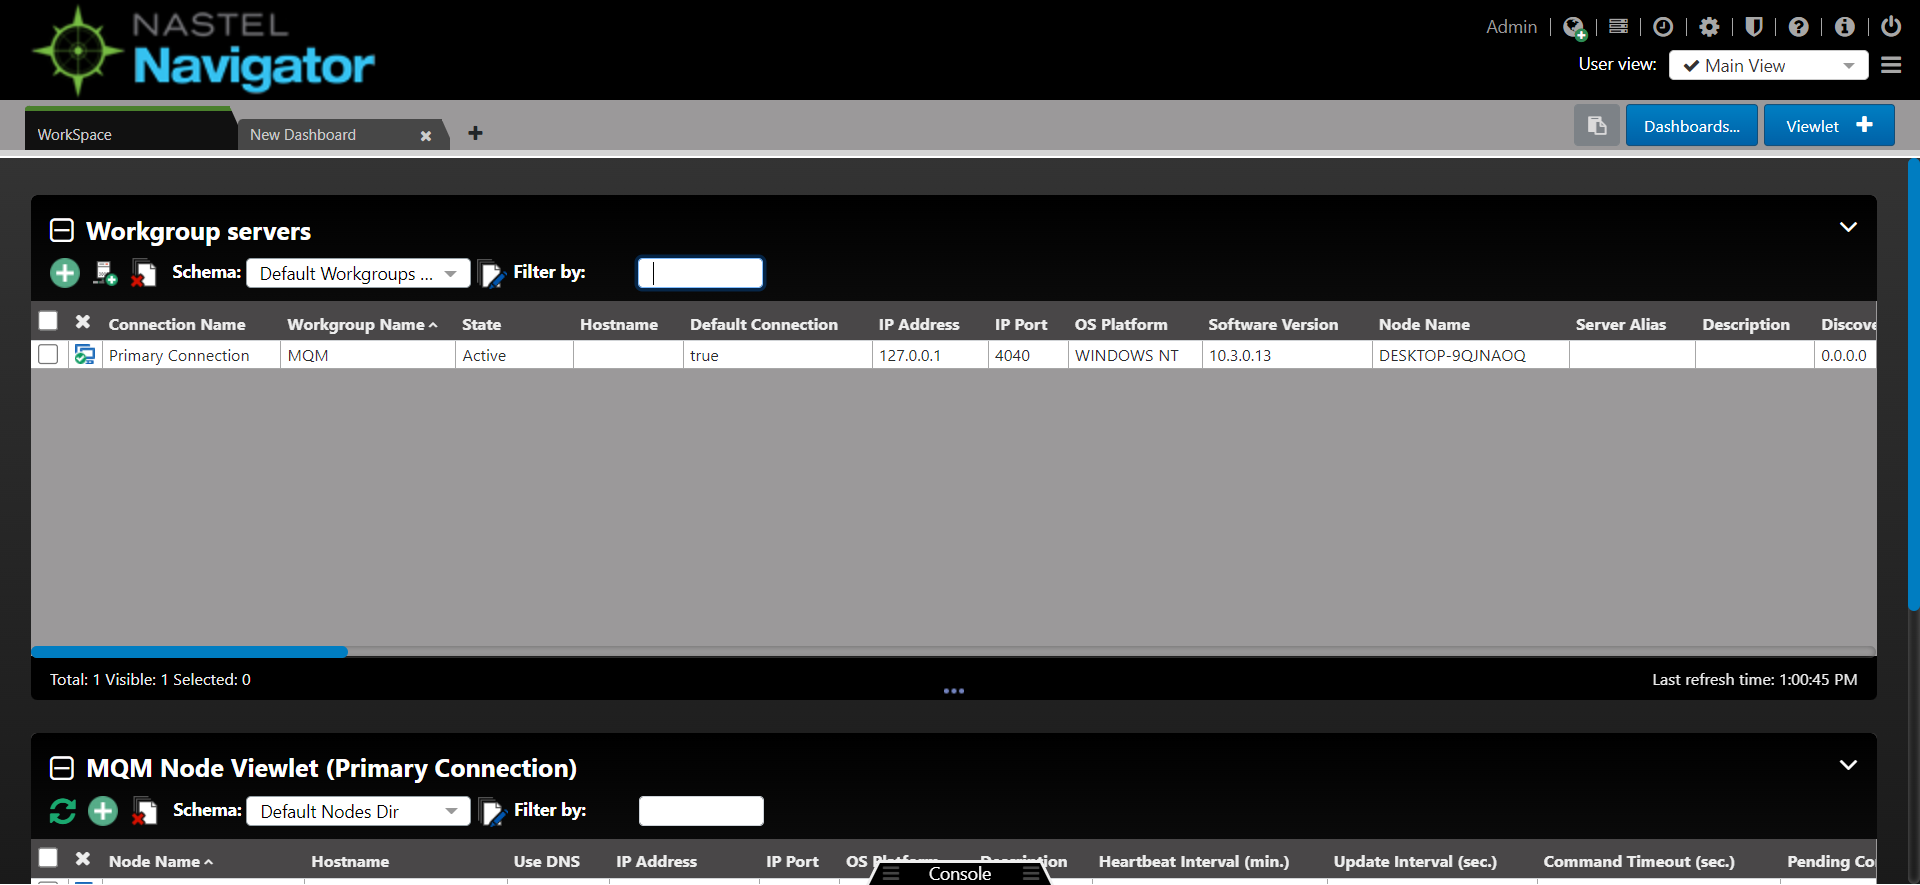 NASTEL
Navigator
Admin
User view: Main View
WorkSpace New Dashboard
Dashboards... Viewlet
Workgroup servers
Schema: Default Workgroups ... Filter by:
Connection Name Workgroup Name State Hostname Default Connection IP Address IP Port OS Platform Software Version Node Name Server Alias Description Discove
Primary Connection MQM Active true 127.0.0.1 4040 WINDOWS NT 10.3.0.13 DESKTOP-9QJNAOQ 0.0.0.0
Total: 1 Visible: 1 Selected: 0 Last refresh time: 1:00:45 PM
MQM Node Viewlet (Primary Connection)
Schema: Default Nodes Dir Filter by:
Node Name Hostname Use DNS IP Address IP Port OS Platform Description Heartbeat Interval (min.) Update Interval (sec.) Command Timeout (sec.) Pending Co
Console